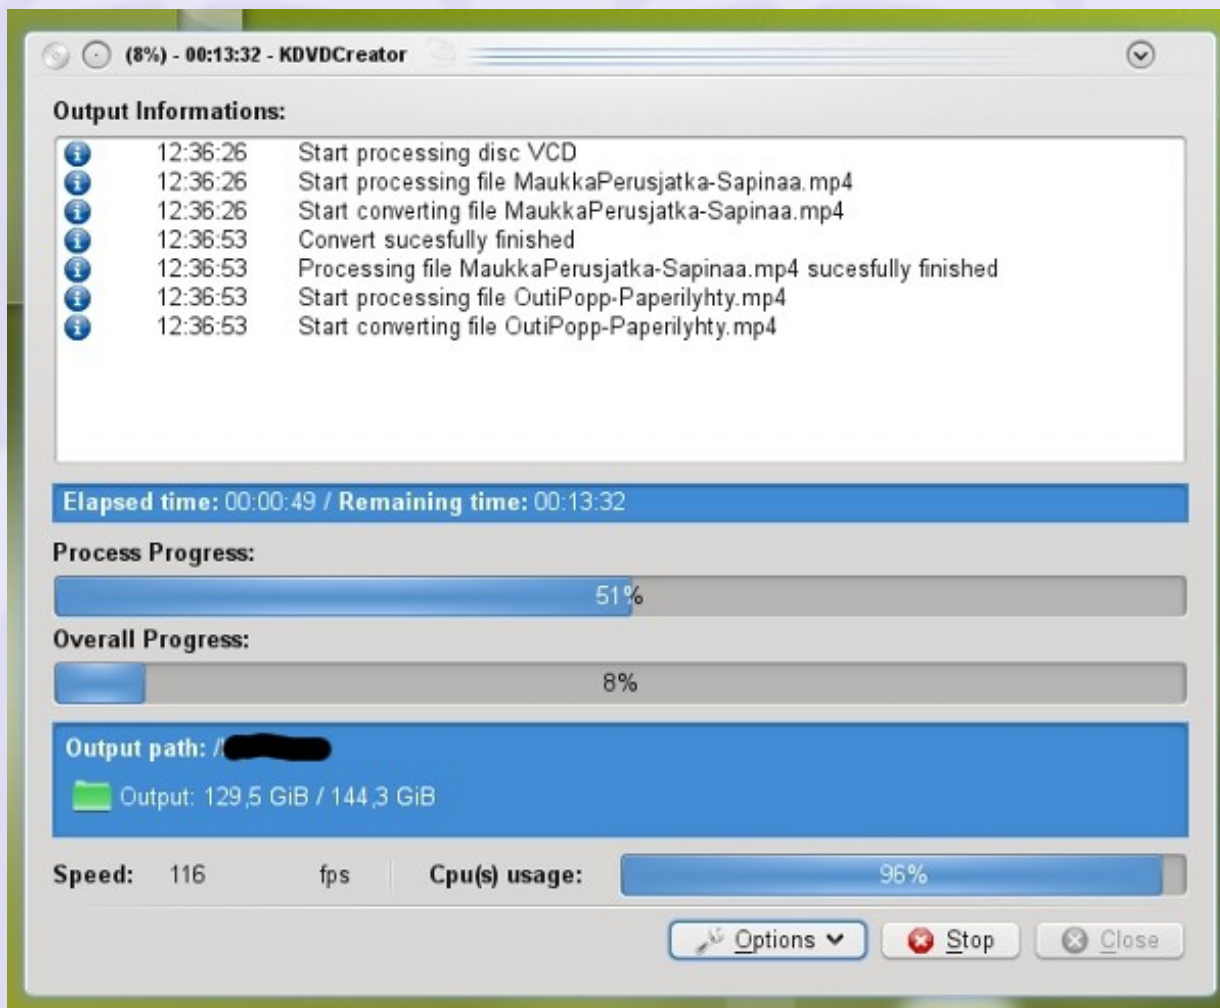 (8%) - 00:13:32 - KDVDCreator
Output Informations:
12:36:26 Start processing disc VCD
12:36:26 Start processing file MaukkaPerusjatka-Sapinaa.mp4
12:36:26 Start converting file MaukkaPerusjatka-Sapinaa.mp4
12:36:53 Convert sucesfully finished
12:36:53 Processing file MaukkaPerusjatka-Sapinaa.mp4 sucesfully finished
12:36:53 Start processing file OutiPopp-Paperilyhty.mp4
12:36:53 Start converting file OutiPopp-Paperilyhty.mp4
Elapsed time: 00:00:49 / Remaining time: 00:13:32
Process Progress:
51%
Overall Progress:
8%
Output path: /
Output: 129,5 GiB / 144,3 GiB
Speed: 116 fps Cpu(s) usage: 96%
Options Stop Close